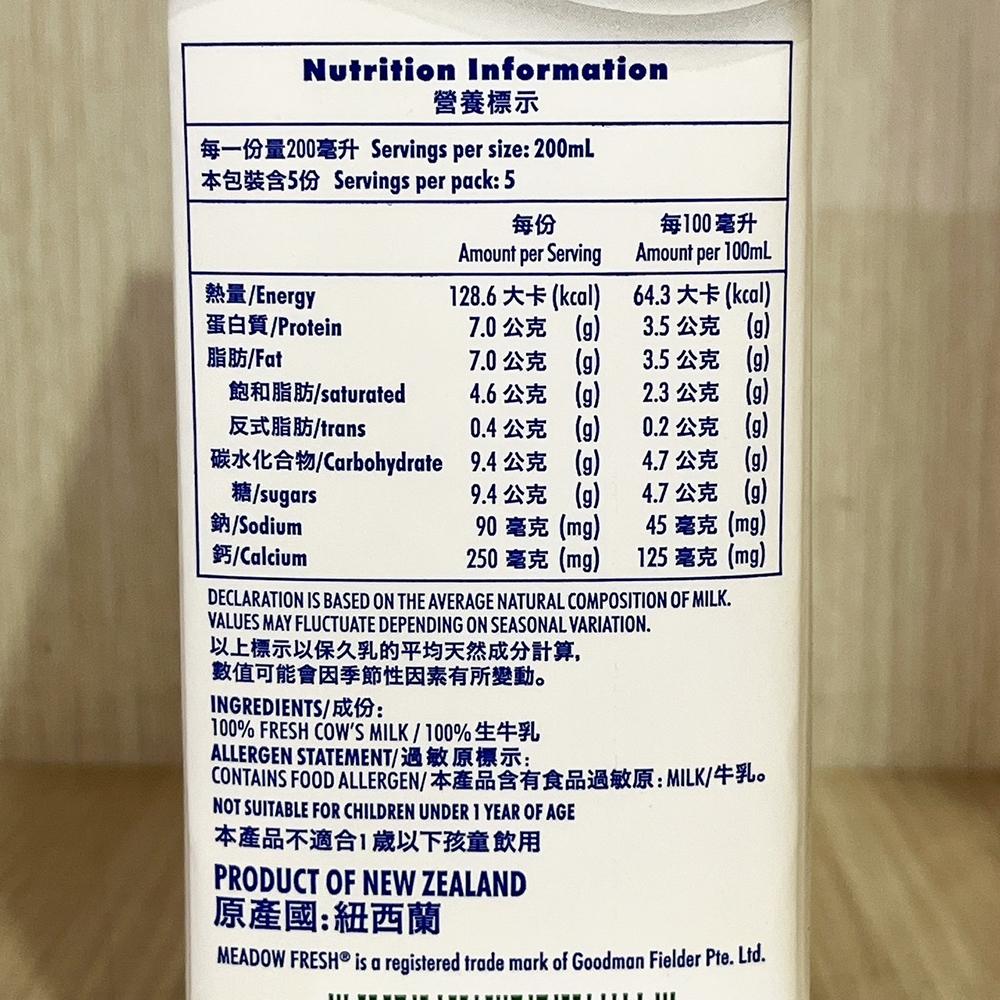 Nutrition Information
營養標示
每一份量200毫升 Servings per size: 200mL
本包裝含5份 Servings per pack: 5
每份 每100毫升
Amount per Serving Amount per 100mL
熱量/Energy 128.6 大卡 (kcal) 64.3 大卡 (kcal)
蛋白質/Protein 7.0 公克 (g) 3.5 公克 (g)
脂肪/Fat 7.0 公克 (g) 3.5 公克 (g)
飽和脂肪/saturated 4.6 公克 (g) 2.3 公克 (g)
反式脂肪/trans 0.4 公克 (g) 0.2 公克 (g)
碳水化合物/Carbohydrate 9.4 公克 (g) 4.7 公克 (g)
糖/sugars 9.4 公克 (g) 4.7 公克 (g)
鈉/Sodium 90 毫克 (mg) 45 毫克 (mg)
鈣/Calcium 250 毫克 (mg) 125 毫克 (mg)
DECLARATION IS BASED ON THE AVERAGE NATURAL COMPOSITION OF MILK.
VALUES MAY FLUCTUATE DEPENDING ON SEASONAL VARIATION.
以上標示以保久乳的平均天然成分計算,
數值可能會因季節性因素有所變動。
INGREDIENTS/成份:
100% FRESH COW'S MILK / 100% 生牛乳
ALLERGEN STATEMENT/過敏原標示:
CONTAINS FOOD ALLERGEN/本產品含有食品過敏原:MILK/牛乳。
NOT SUITABLE FOR CHILDREN UNDER 1 YEAR OF AGE
本產品不適合1歲以下孩童飲用
PRODUCT OF NEW ZEALAND
原產國:紐西蘭
MEADOW FRESH® is a registered trade mark of Goodman Fielder Pte. Ltd.